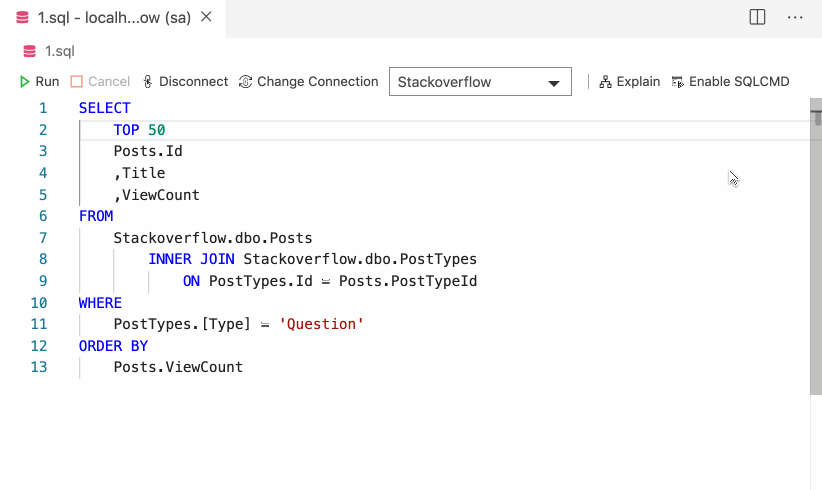 1.sql - localh...ow (sa)
1.sql
Run Cancel Disconnect Change Connection Stackoverflow Explain Enable SQLCMD
1 SELECT
2 TOP 50
3 Posts.Id
4 ,Title
5 ,ViewCount
6 FROM
7 Stackoverflow.dbo.Posts
8 INNER JOIN Stackoverflow.dbo.PostTypes
9 ON PostTypes.Id = Posts.PostTypeId
10 WHERE
11 PostTypes.[Type] = 'Question'
12 ORDER BY
13 Posts.ViewCount